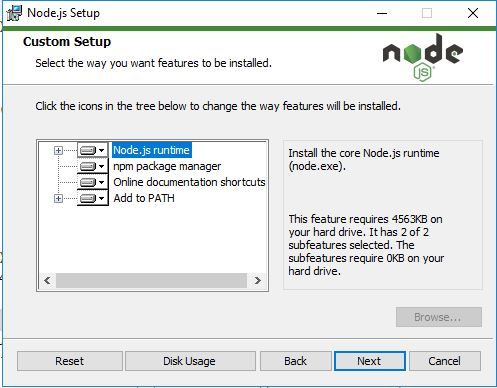 Node.js Setup
Custom Setup
Select the way you want features to be installed.
node
JS
Click the icons in the tree below to change the way features will be installed.
Node.js runtime
npm package manager
Online documentation shortcuts
Add to PATH
Install the core Node.js runtime
(node.exe).
This feature requires 4563KB on
your hard drive. It has 2 of 2
subfeatures selected. The
subfeatures require 0KB on your
hard drive.
Browse...
Reset
Disk Usage
Back
Next
Cancel